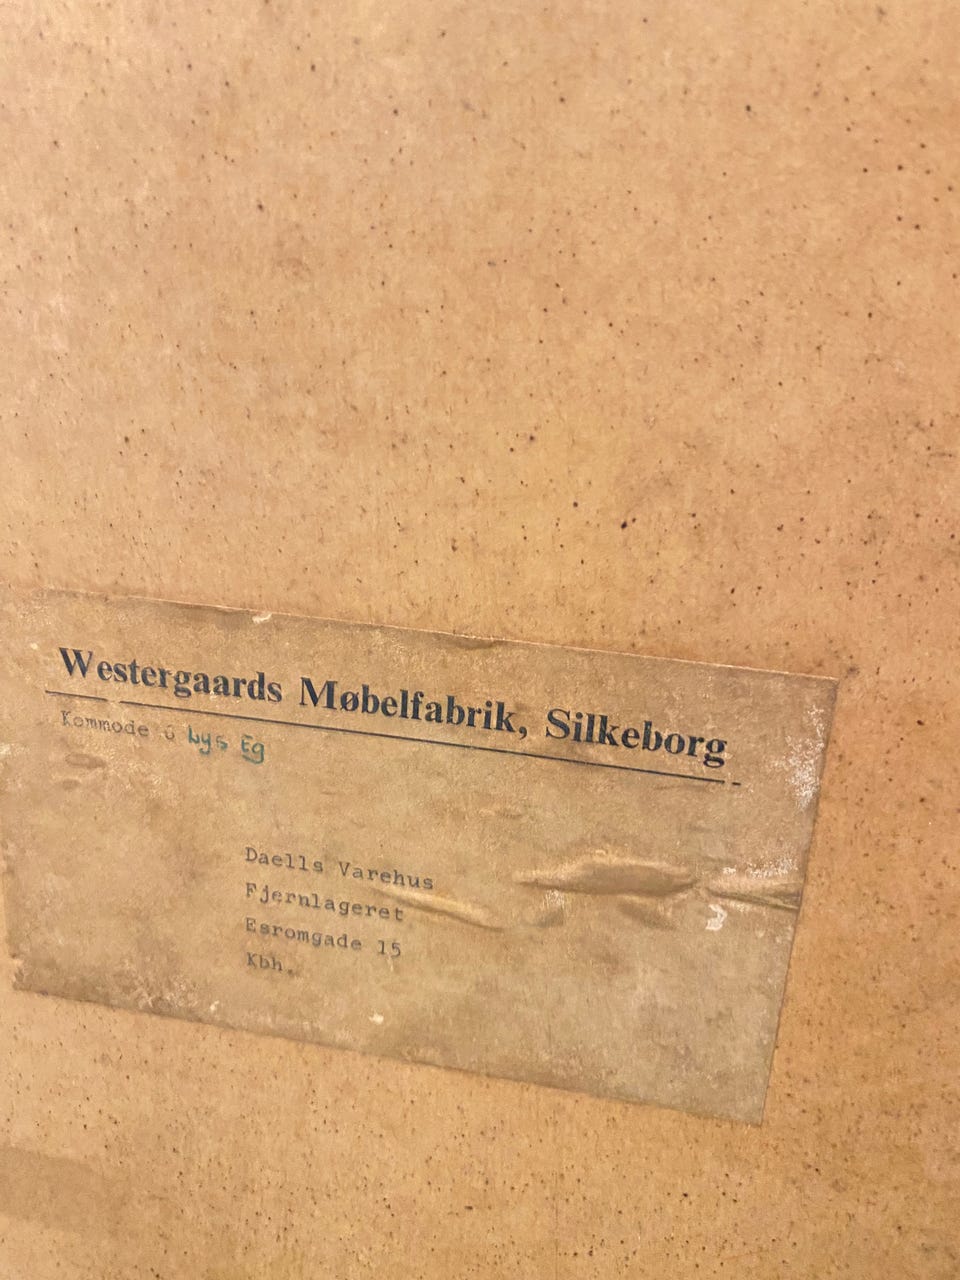 Westergaards Møbelfabrik, Silkeborg
Kommode 6 Lys Eg
Daells Varehus
Fjernlageret
Esromgade 15
Kbh.